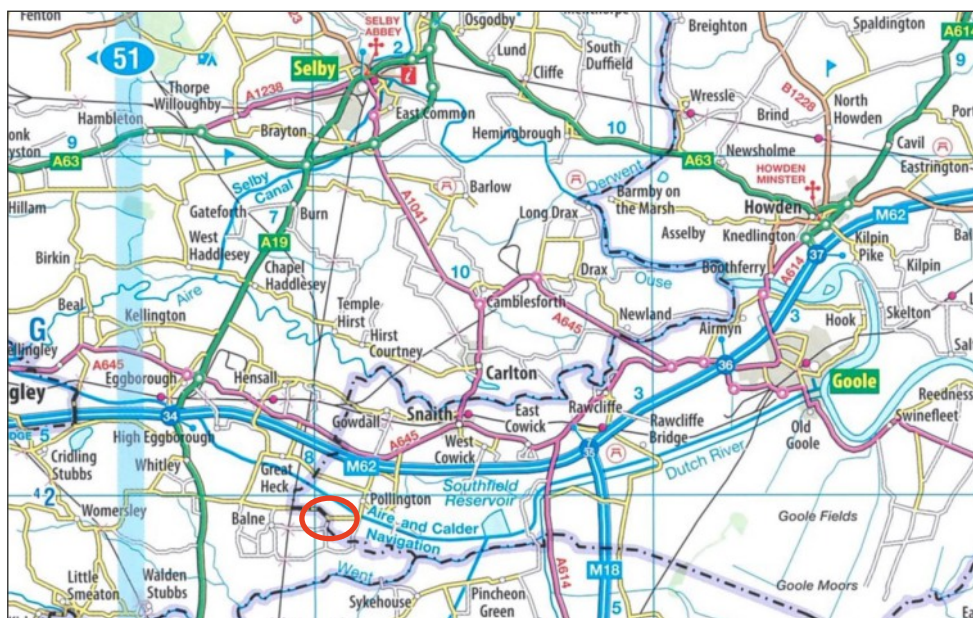 Fenton
B1223
SELBY
ABBEY
2
Osgodby
Lund
South
Duffield
Breighton
Spaldington
A614
51
Selby
Cliffe
9
Thorpe
Willoughby
A1238
Hambleton
East Common
Hemingbrough
Wressle
B1228
North
Howden
Brind
9
Brayton
10
A63
A63
Newsholme
Cavil
Eastrington
Selby
Canal
Barlow
Derwent
HOWDEN
MINSTER
Hillam
Gateforth
Burn
7
A1041
Barmby on
the Marsh
Howden
Long Drax
M62
West
Haddlesey
A19
Asselby
Knedlington
Kilpin
Pike
37
Birkin
Chapel
Haddlesey
10
Drax
Boothferry
A614
Kilpin
Ouse
Beal
Aire
Temple
Hirst
Camblesforth
3
Skelton
Kellington
Newland
Airmyn
Hook
G
Hirst
Courtney
A645
A645
Eggborough
Hensall
Carlton
36
Goole
34
Gowdall
Snaith
East
Cowick
Rawcliffe
3
Reedness
5
High Eggborough
A645
West
Cowick
Rawcliffe
Bridge
Old
Goole
Swinefleet
Cridling
Stubbs
Whitley
Great
Heck
8
M62
Southfield
Reservoir
Dutch River
4 2
Womersley
Pollington
Balne
Aire and Calder
Navigation
Goole Fields
Little
Smeaton
Walden
Stubbs
Went
A614
M18
Goole Moors
Sykehouse
Pincheon
Green
5